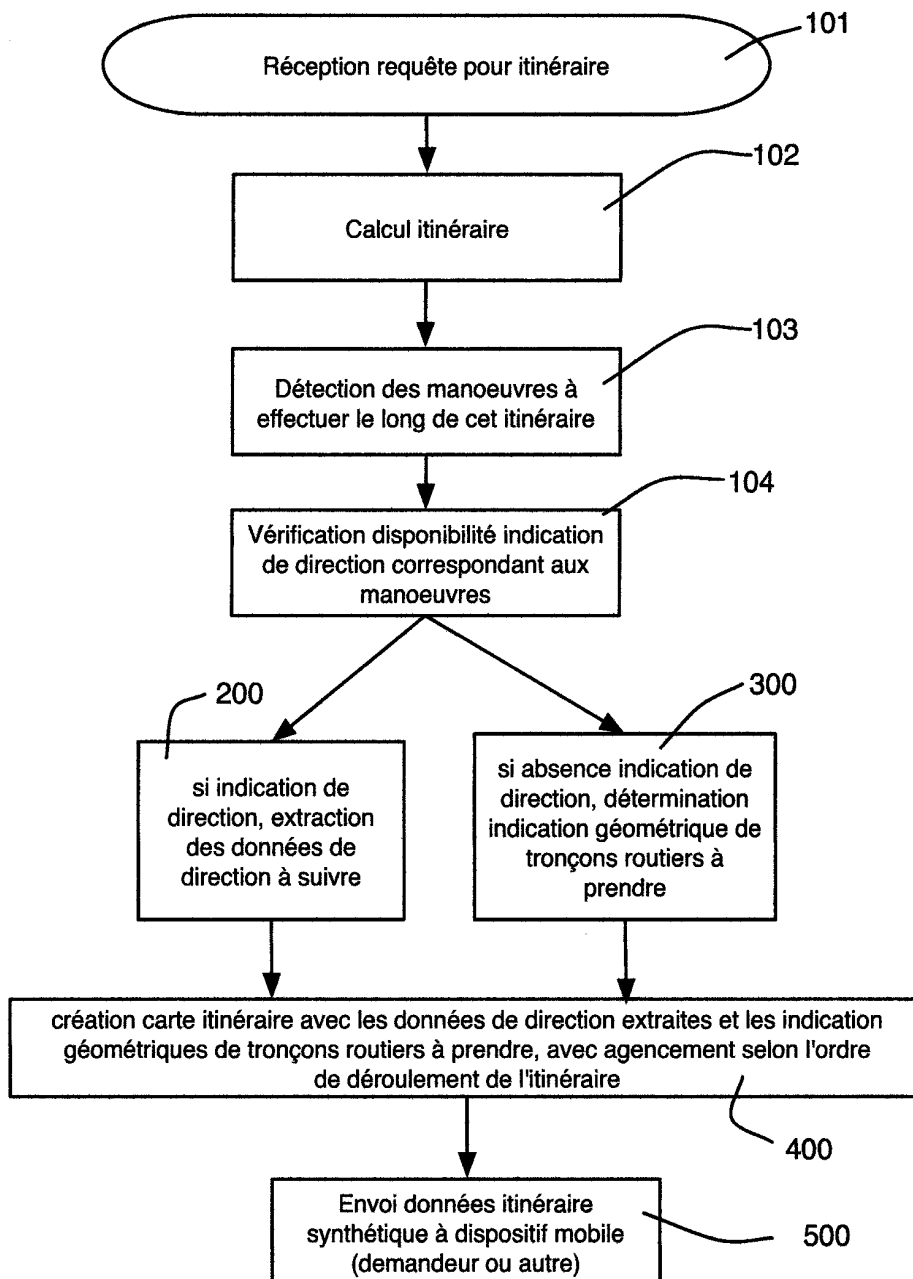 101
Réception requête pour itinéraire
102
Calcul itinéraire
103
Détection des manoeuvres à
effectuer le long de cet itinéraire
104
Vérification disponibilité indication
de direction correspondant aux
manoeuvres
200
si indication de
direction, extraction
des données de
direction à suivre
300
si absence indication de
direction, détermination
indication géométrique de
tronçons routiers à
prendre
création carte itinéraire avec les données de direction extraites et les indication
géométriques de tronçons routiers à prendre, avec agencement selon l'ordre
de déroulement de l'itinéraire
400
Envoi données itinéraire
synthétique à dispositif mobile
(demandeur ou autre)
500